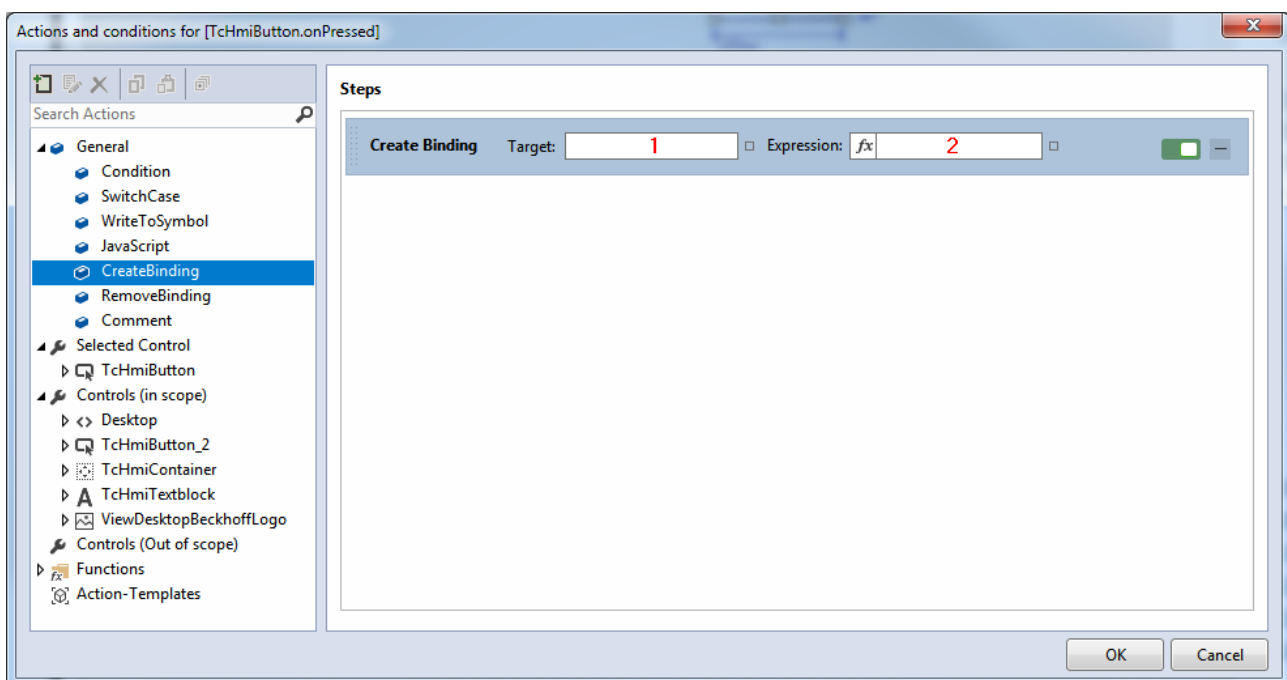 Actions and conditions for [TcHmiButton.onPressed]
Search Actions
General
Condition
SwitchCase
WriteToSymbol
JavaScript
CreateBinding
RemoveBinding
Comment
Selected Control
TcHmiButton
Controls (in scope)
Desktop
TcHmiButton_2
TcHmiContainer
TcHmiTextblock
ViewDesktopBeckhoffLogo
Controls (Out of scope)
Functions
Action-Templates
Steps
Create Binding Target: 1 Expression: fx 2
OK Cancel